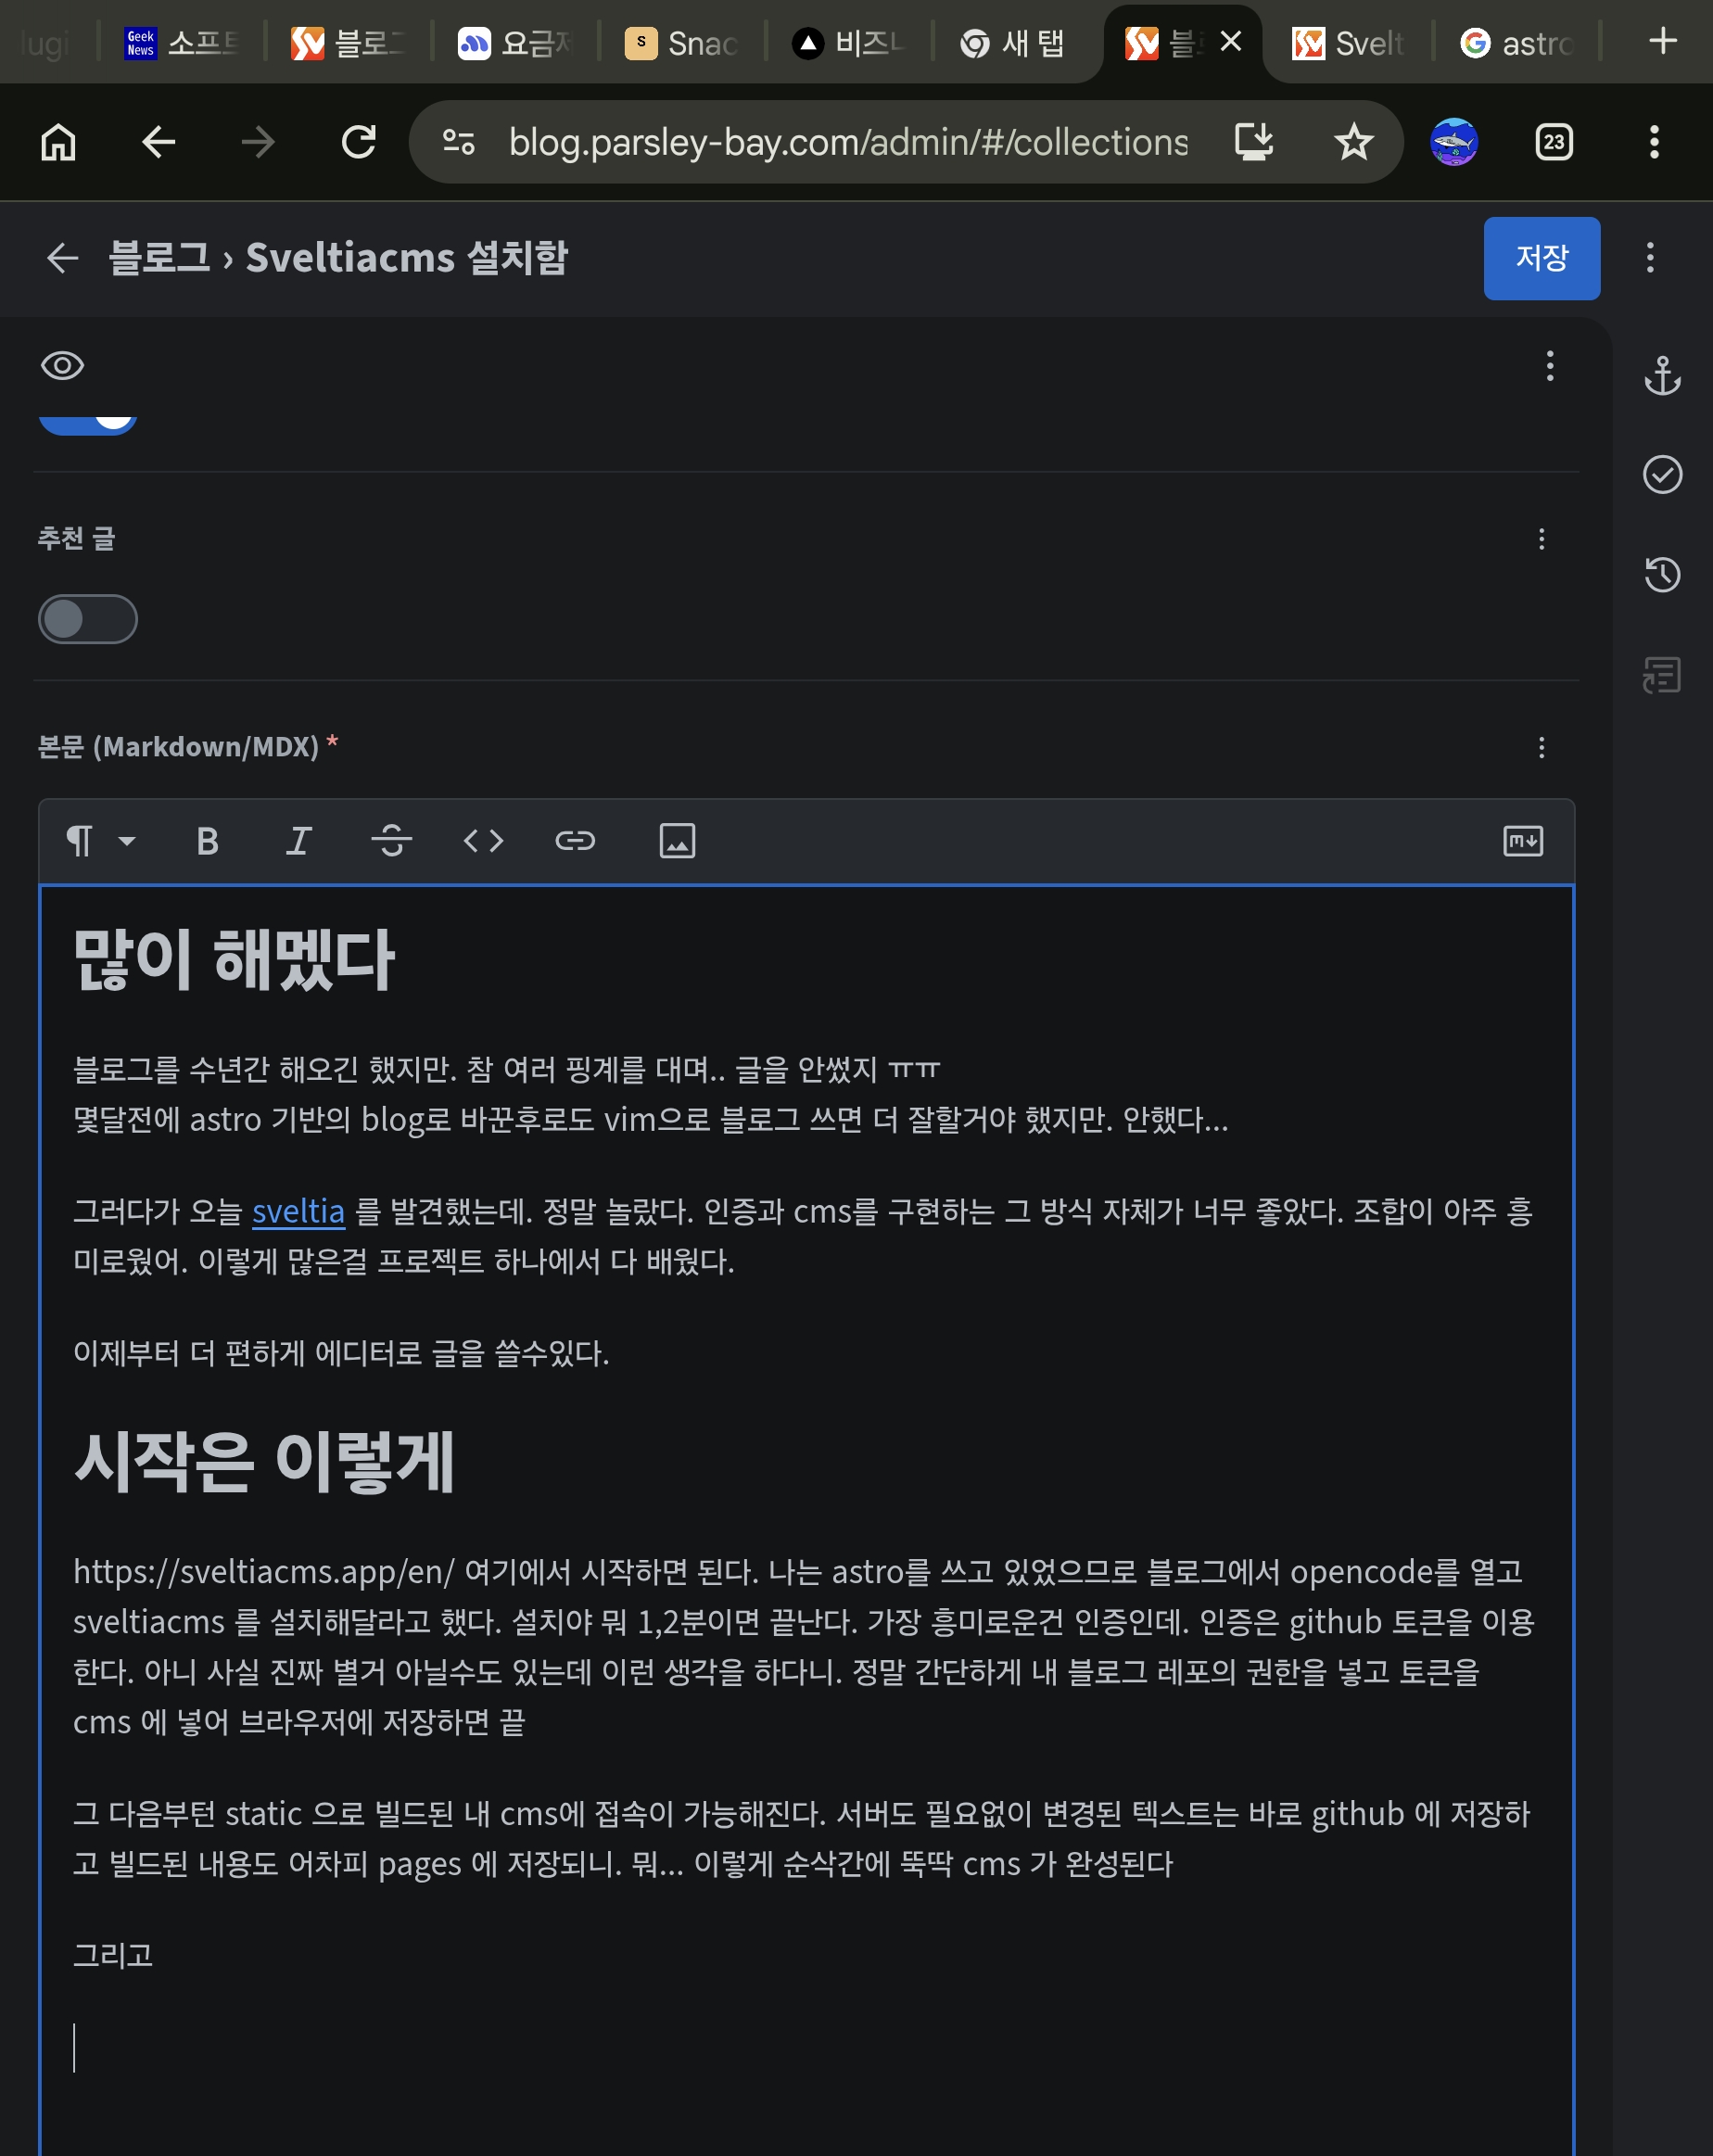 lugi
Geek News 소프트
블로그
요금제
S Snac
비즈니
새 탭
블
Svelt
astro
blog.parsley-bay.com/admin/#/collections
23
블로그 › Sveltiacms 설치함
저장
추천 글
본문 (Markdown/MDX) *
많이 해멨다
블로그를 수년간 해오긴 했지만. 참 여러 핑계를 대며.. 글을 안썼지 ㅠㅠ
몇달전에 astro 기반의 blog로 바꾼후로도 vim으로 블로그 쓰면 더 잘할거야 했지만. 안했다...
그러다가 오늘 sveltia 를 발견했는데. 정말 놀랐다. 인증과 cms를 구현하는 그 방식 자체가 너무 좋았다. 조합이 아주 흥
미로웠어. 이렇게 많은걸 프로젝트 하나에서 다 배웠다.
이제부터 더 편하게 에디터로 글을 쓸수있다.
시작은 이렇게
https://sveltiacms.app/en/ 여기에서 시작하면 된다. 나는 astro를 쓰고 있었으므로 블로그에서 opencode를 열고
sveltiacms 를 설치해달라고 했다. 설치야 뭐 1,2분이면 끝난다. 가장 흥미로운건 인증인데. 인증은 github 토큰을 이용
한다. 아니 사실 진짜 별거 아닐수도 있는데 이런 생각을 하다니. 정말 간단하게 내 블로그 레포의 권한을 넣고 토큰을
cms 에 넣어 브라우저에 저장하면 끝
그 다음부턴 static 으로 빌드된 내 cms에 접속이 가능해진다. 서버도 필요없이 변경된 텍스트는 바로 github 에 저장하
고 빌드된 내용도 어차피 pages 에 저장되니. 뭐... 이렇게 순삭간에 뚝딱 cms 가 완성된다
그리고